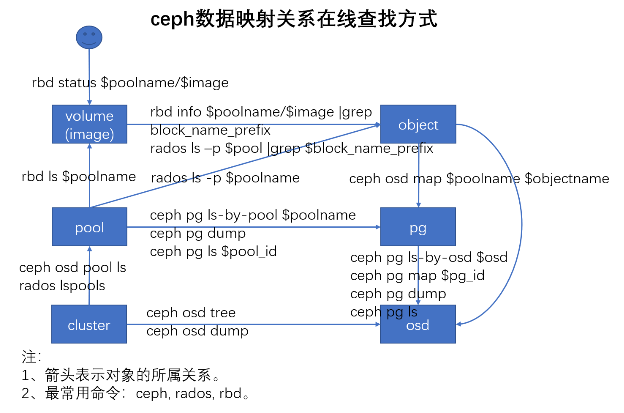 ceph数据映射关系在线查找方式
rbd status $poolname/$image
volume
(image)
rbd info $poolname/$image |grep
block_name_prefix
rados ls –p $pool |grep $block_name_prefix
object
rbd ls $poolname
rados ls -p $poolname
ceph osd map $poolname $objectname
pool
ceph pg ls-by-pool $poolname
ceph pg dump
ceph pg ls $pool_id
pg
ceph osd pool ls
rados lspools
ceph pg ls-by-osd $osd
ceph pg map $pg_id
ceph pg dump
ceph pg ls
cluster
ceph osd tree
ceph osd dump
osd
注：
1、箭头表示对象的所属关系。
2、最常用命令：ceph, rados, rbd。